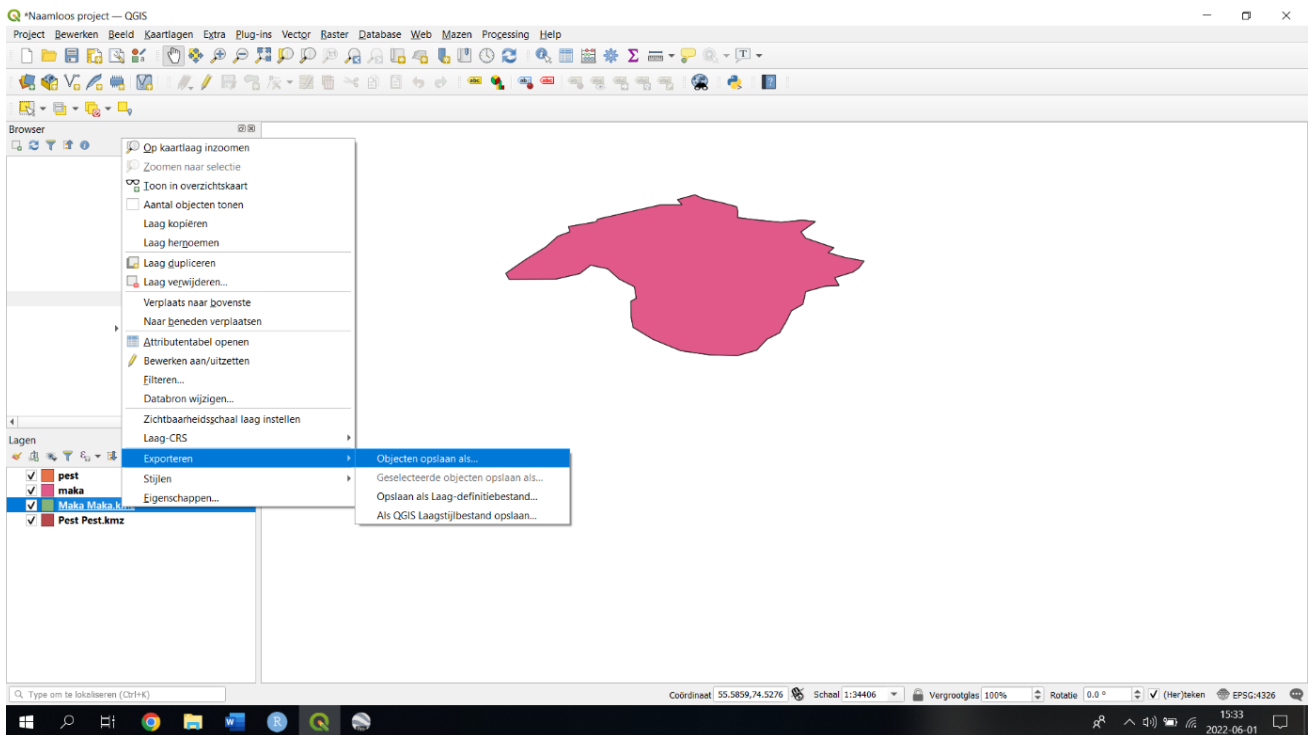 *Naamloos project — QGIS
Project Bewerken Beeld Kaartlagen Extra Plug-ins Vector Raster Database Web Mazen Processing Help
Browser
Op kaartlaag inzoomen
Zoomen naar selectie
Toon in overzichtskaart
Aantal objecten tonen
Laag kopiëren
Laag hernoemen
Laag dupliceren
Laag verwijderen...
Verplaats naar bovenste
Naar beneden verplaatsen
Attributentabel openen
Bewerken aan/uitzetten
Filteren...
Databron wijzigen...
Zichtbaarheidsschaal laag instellen
Laag-CRS
Exporteren
Stijlen
Eigenschappen...
Objecten opslaan als...
Geselecteerde objecten opslaan als...
Opslaan als Laag-definitiebestand...
Als QGIS Laagstijlbestand opslaan...
Lagen
pest
maka
Maka Maka.kmz
Pest Pest.kmz
Type om te lokaliseren (Ctrl+K)
Coördinaat 55.5859,74.5276 Schaal 1:34406 Vergrootglas 100% Rotatie 0.0 ° (Her)teken EPSG:4326
15:33
2022-06-01